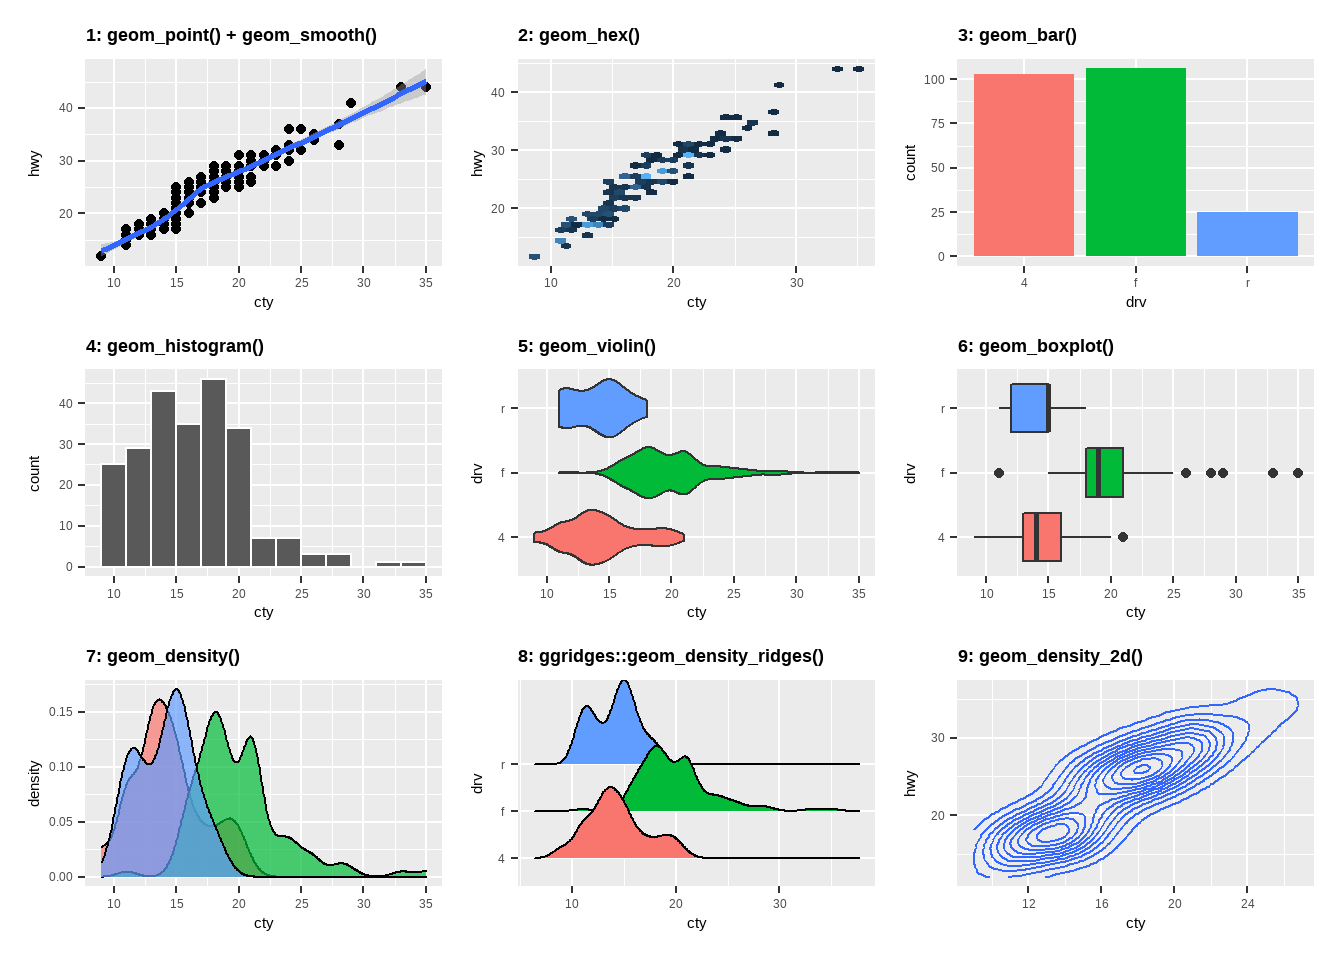 1: geom_point() + geom_smooth()
hwy
40
30
20
10
15
20
25
30
35
cty
2: geom_hex()
hwy
40
30
20
10
20
30
cty
3: geom_bar()
count
100
75
50
25
0
4
f
r
drv
4: geom_histogram()
count
40
30
20
10
0
10
15
20
25
30
35
cty
5: geom_violin()
drv
r
f
4
10
15
20
25
30
35
cty
6: geom_boxplot()
drv
r
f
4
10
15
20
25
30
35
cty
7: geom_density()
density
0.15
0.10
0.05
0.00
10
15
20
25
30
35
cty
8: ggridges::geom_density_ridges()
drv
r
f
4
10
20
30
cty
9: geom_density_2d()
hwy
30
20
12
16
20
24
cty